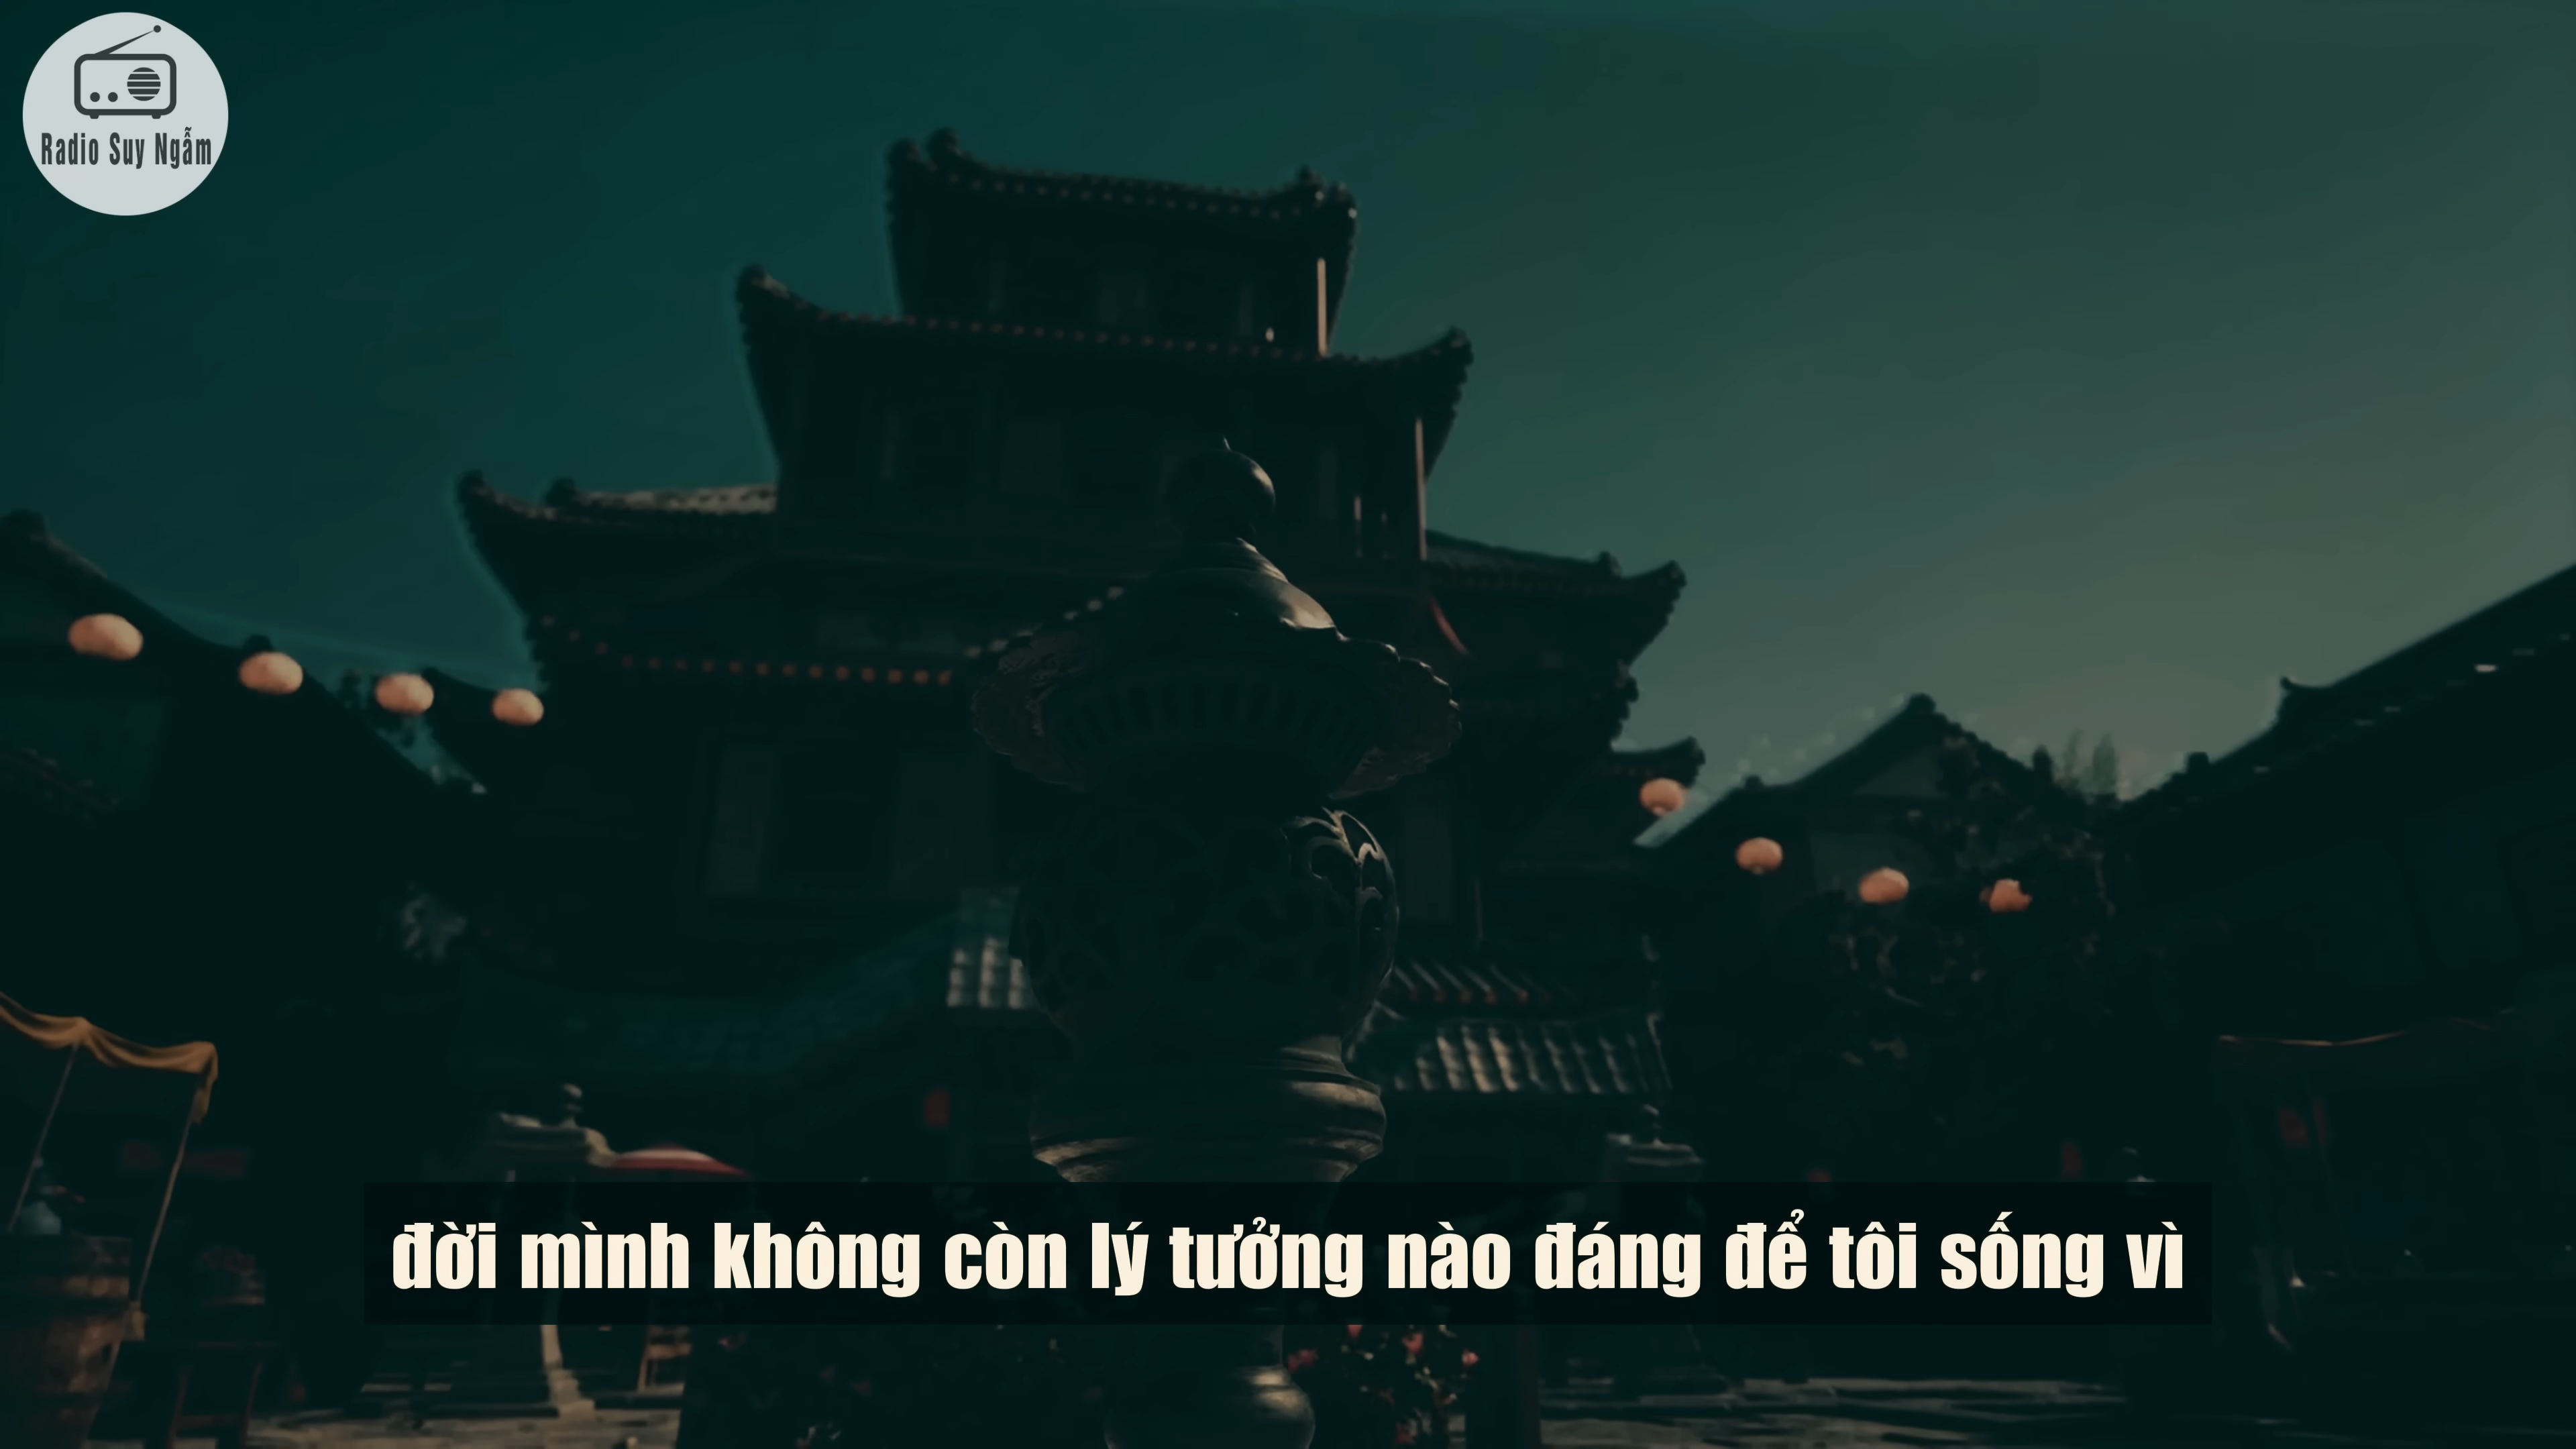 Radio Suy Ngẫm
đời mình không còn lý tưởng nào đáng để tôi sống vì